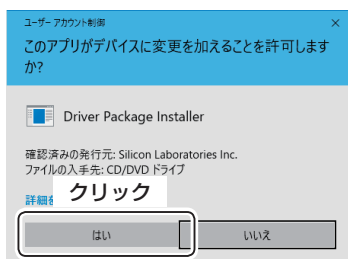 ユーザー アカウント制御
このアプリがデバイスに変更を加えることを許可します
か?
Driver Package Installer
確認済みの発行元: Silicon Laboratories Inc.
ファイルの入手先: CD/DVD ドライブ
詳細を
クリック
はい
いいえ